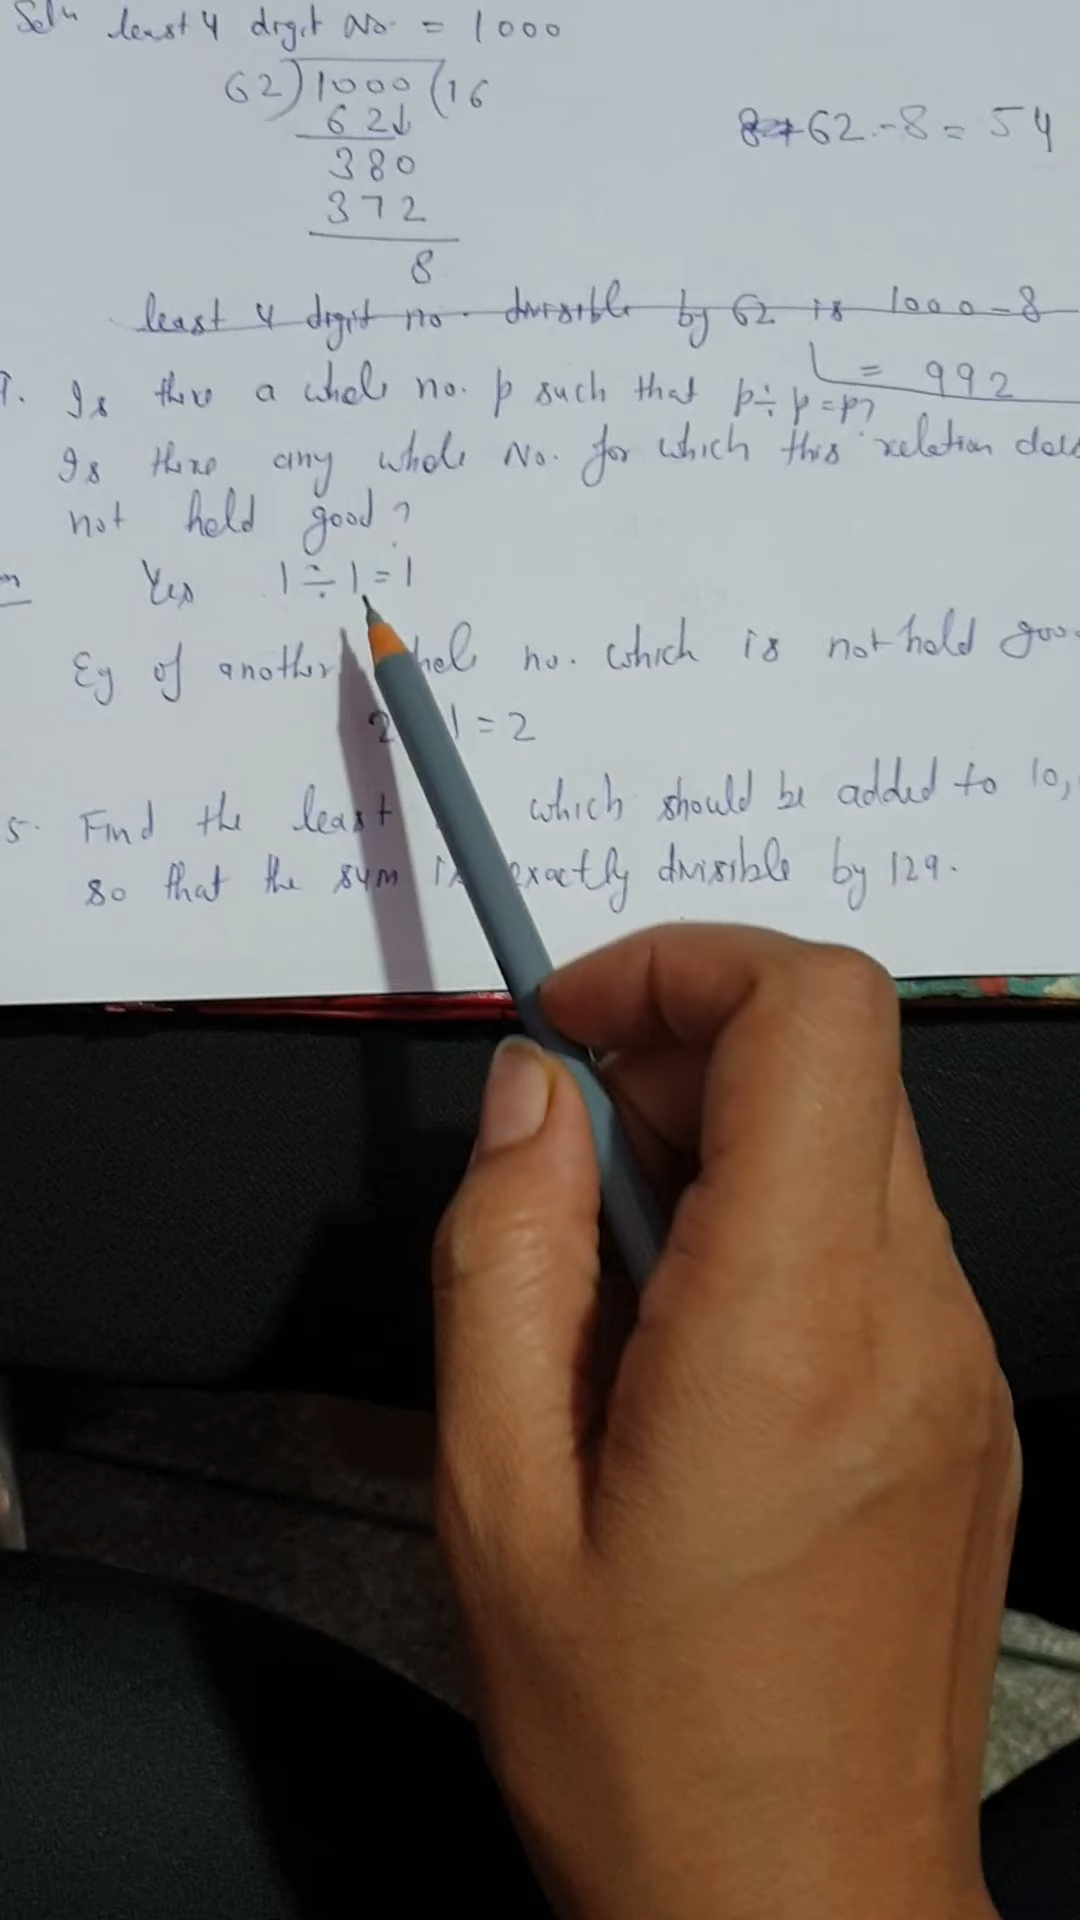 Soln least 4 digit no. = 1000
62)1000(16
62↓
62 - 8 = 54
380
372
8
least 4 digit no. divisible by 62 is 1000 - 8
= 992
Is there a whole no. p such that p÷p=p?
Is there any whole No. for which this relation does
not hold good?
Yes 1÷1=1
Eg of another no. which is not hold
2 1 = 2
5. Find the least which should be added to 10,
so that the sum is exactly divisible by 129.